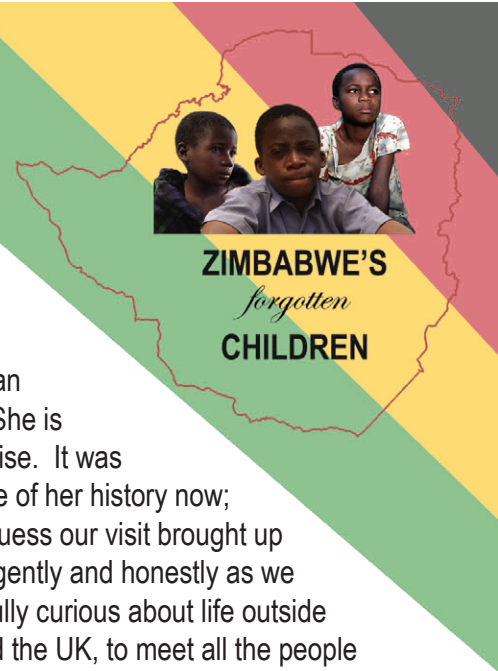 ZIMBABWE'S
forgotten
CHILDREN
an
She is
ise. It was
e of her history now;
uess our visit brought up
gently and honestly as we
ully curious about life outside
d the UK, to meet all the people